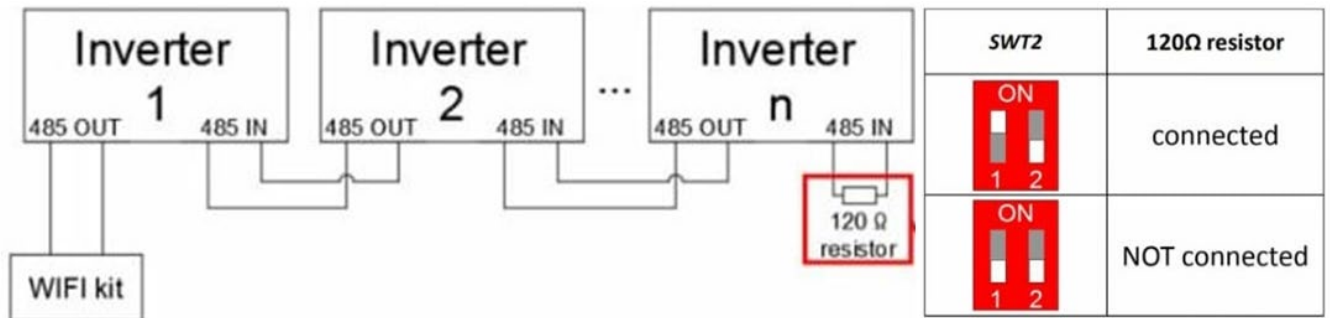 Inverter
1
485 OUT
485 IN
Inverter
2
485 OUT
485 IN
...
Inverter
n
485 OUT
485 IN
120 Ω
resistor
WIFI kit
SWT2
120Ω resistor
ON
1 2
connected
ON
1 2
NOT connected